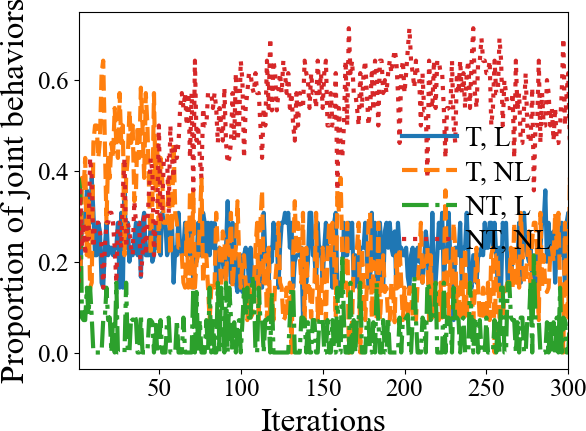 Proportion of joint behaviors
0.6
0.4
0.2
0.0
T, L
T, NL
NT, L
NT, NL
50 100 150 200 250 300
Iterations